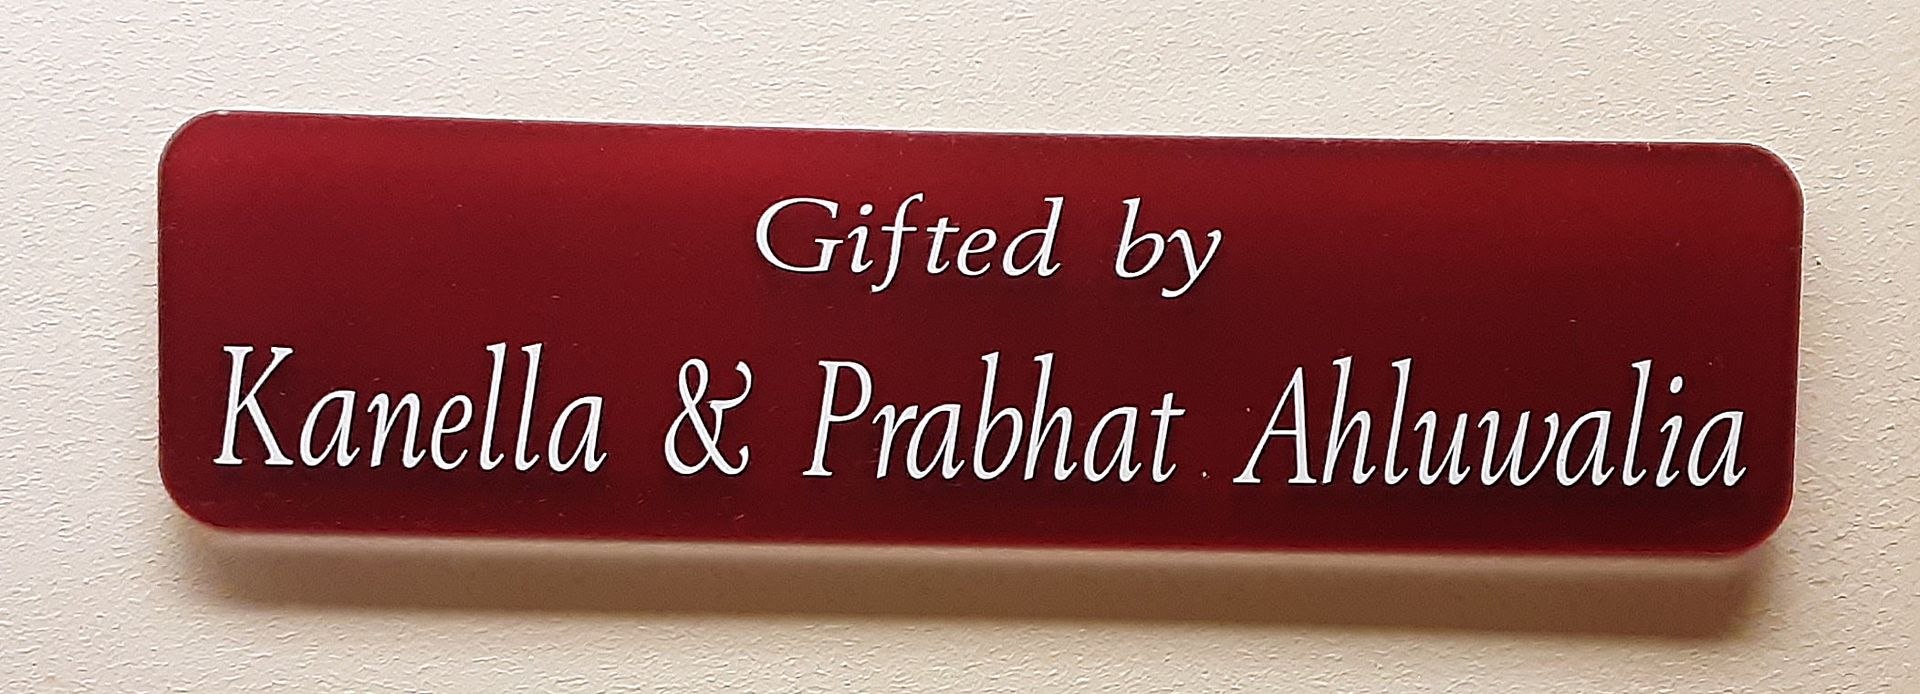 Gifted by
Kanella & Prabhat Ahluwalia